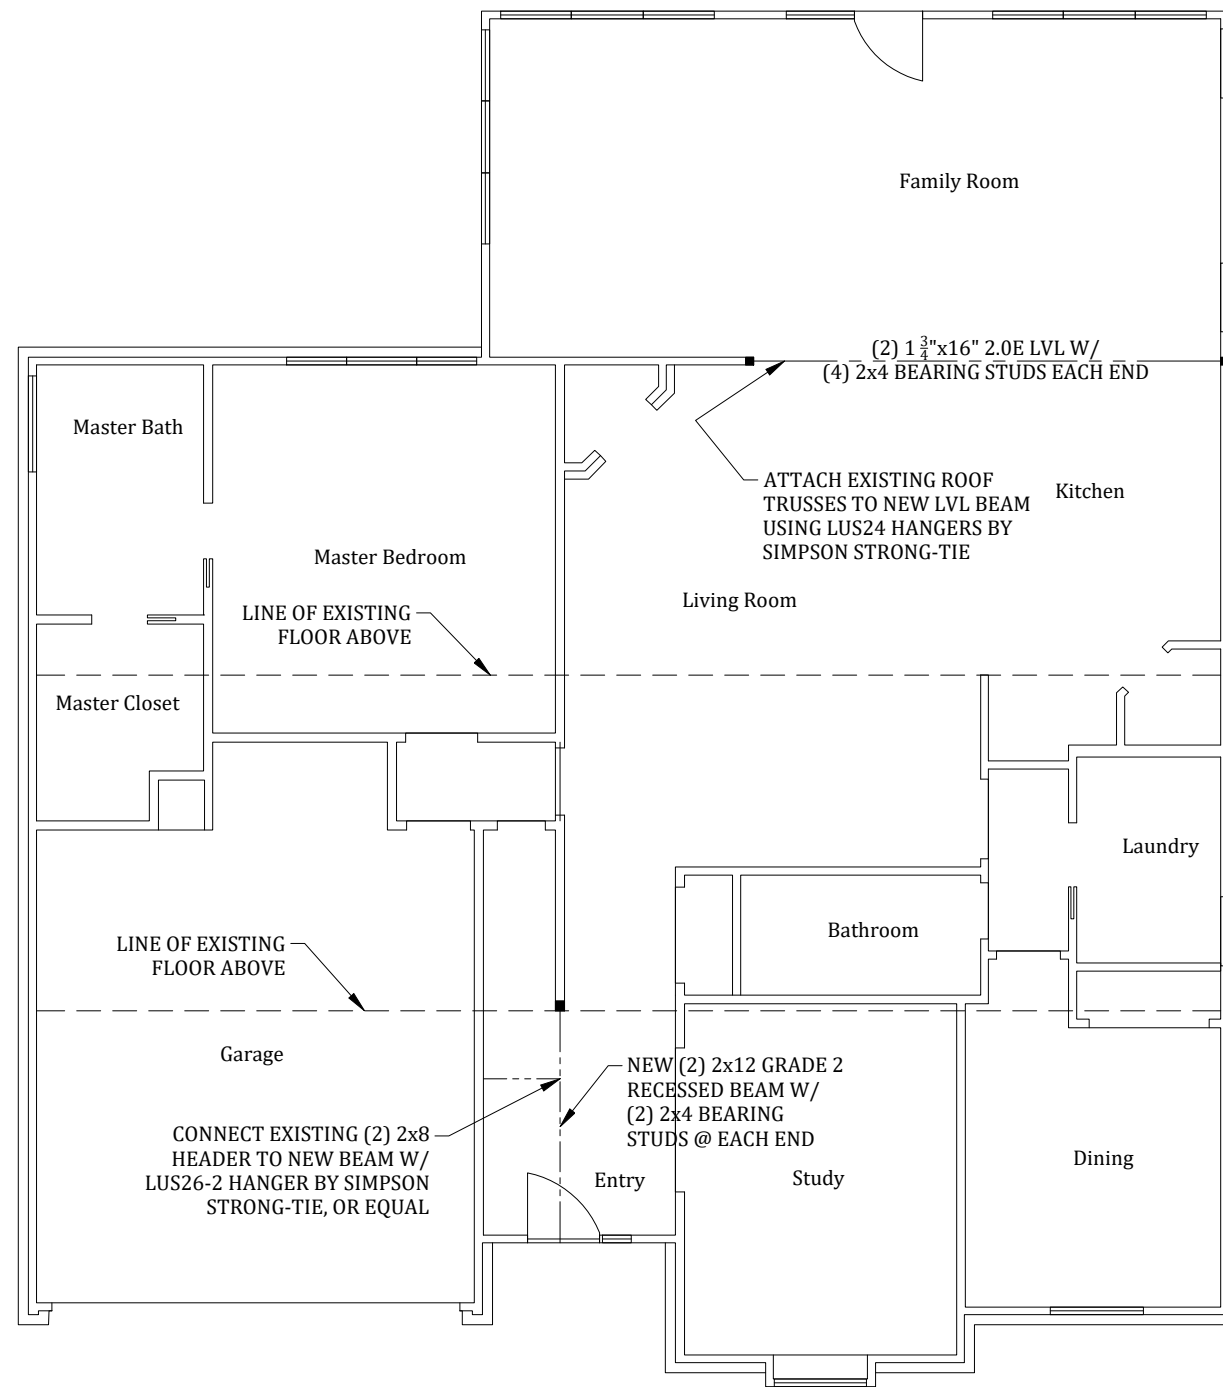 Family Room
(2) 1 3/4"x16" 2.0E LVL W/
(4) 2x4 BEARING STUDS EACH END
Master Bath
ATTACH EXISTING ROOF
TRUSSES TO NEW LVL BEAM
USING LUS24 HANGERS BY
SIMPSON STRONG-TIE
Kitchen
Master Bedroom
Living Room
LINE OF EXISTING
FLOOR ABOVE
Master Closet
Laundry
Bathroom
LINE OF EXISTING
FLOOR ABOVE
Garage
NEW (2) 2x12 GRADE 2
RECESSED BEAM W/
(2) 2x4 BEARING
STUDS @ EACH END
CONNECT EXISTING (2) 2x8
HEADER TO NEW BEAM W/
LUS26-2 HANGER BY SIMPSON
STRONG-TIE, OR EQUAL
Entry
Study
Dining